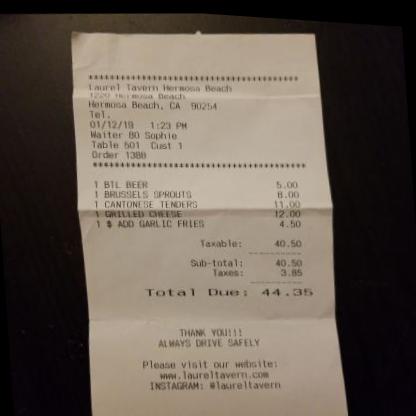 ********************************************
Laurel Tavern Hermosa Beach
1220 Hermosa Beach
Hermosa Beach, CA 90254
Tel.
01/12/19 1:23 PM
Waiter 80 Sophie
Table 501 Cust 1
Order 1388
********************************************
1 BTL BEER 5.00
1 BRUSSELS SPROUTS 8.00
1 CANTONESE TENDERS 11.00
1 GRILLED CHEESE 12.00
1 $ ADD GARLIC FRIES 4.50
Taxable: 40.50
------------
Sub-total: 40.50
Taxes: 3.85
------------
Total Due: 44.35
THANK YOU!!!
ALWAYS DRIVE SAFELY
Please visit our website:
www.laureltavern.com
INSTAGRAM: #laureltavern